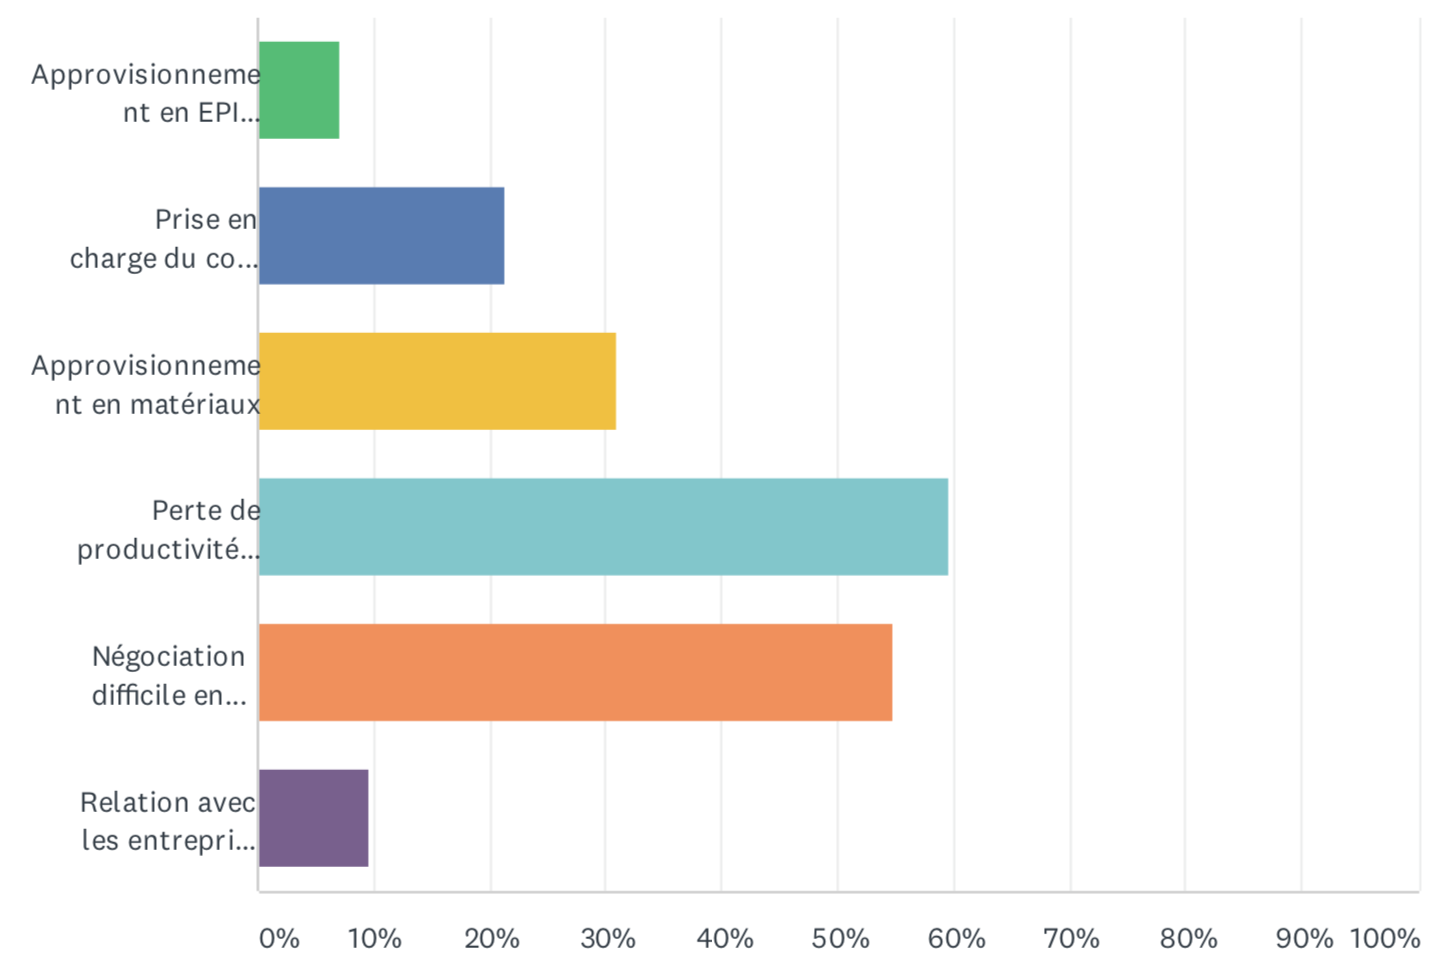 Approvisionneme
nt en EPI...
Prise en
charge du co...
Approvisionneme
nt en matériaux
Perte de
productivité...
Négociation
difficile en...
Relation avec
les entrepri...
0% 10% 20% 30% 40% 50% 60% 70% 80% 90% 100%